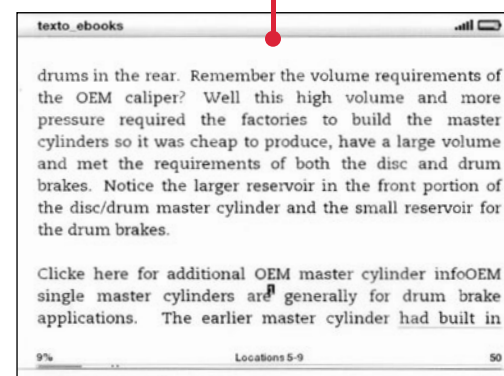 texto_ebooks
drums in the rear. Remember the volume requirements of
the OEM caliper? Well this high volume and more
pressure required the factories to build the master
cylinders so it was cheap to produce, have a large volume
and met the requirements of both the disc and drum
brakes. Notice the larger reservoir in the front portion of
the disc/drum master cylinder and the small reservoir for
the drum brakes.
Clicke here for additional OEM master cylinder infoOEM
single master cylinders are generally for drum brake
applications. The earlier master cylinder had built in
9% Locations 5-9 50